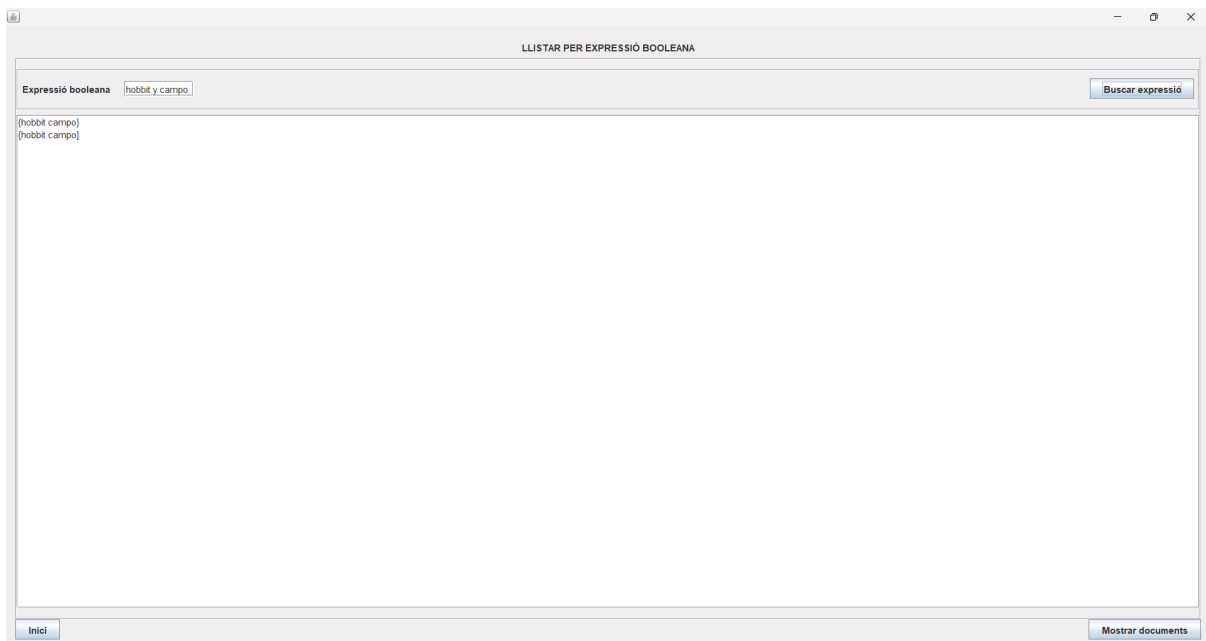 LLISTAR PER EXPRESSIÓ BOOLEANA
Expressió booleana hobbit y campo Buscar expressió
{hobbit campo}
{hobbit campo}
Inici Mostrar documents